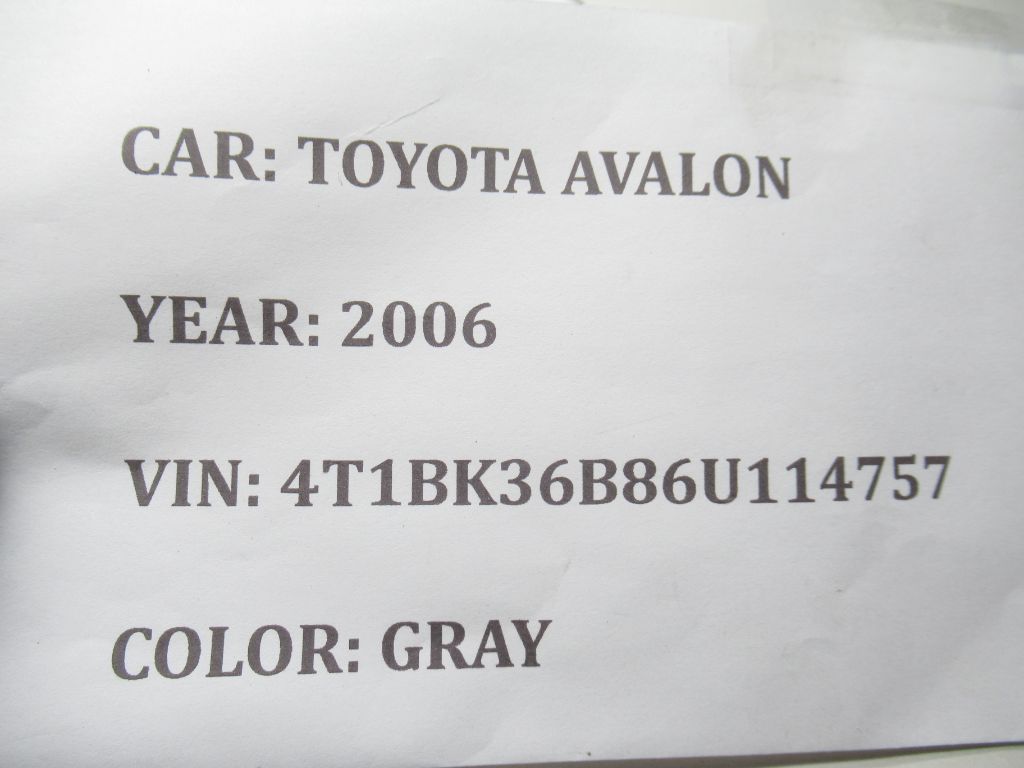 CAR: TOYOTA AVALON
YEAR: 2006
VIN: 4T1BK36B86U114757
COLOR: GRAY